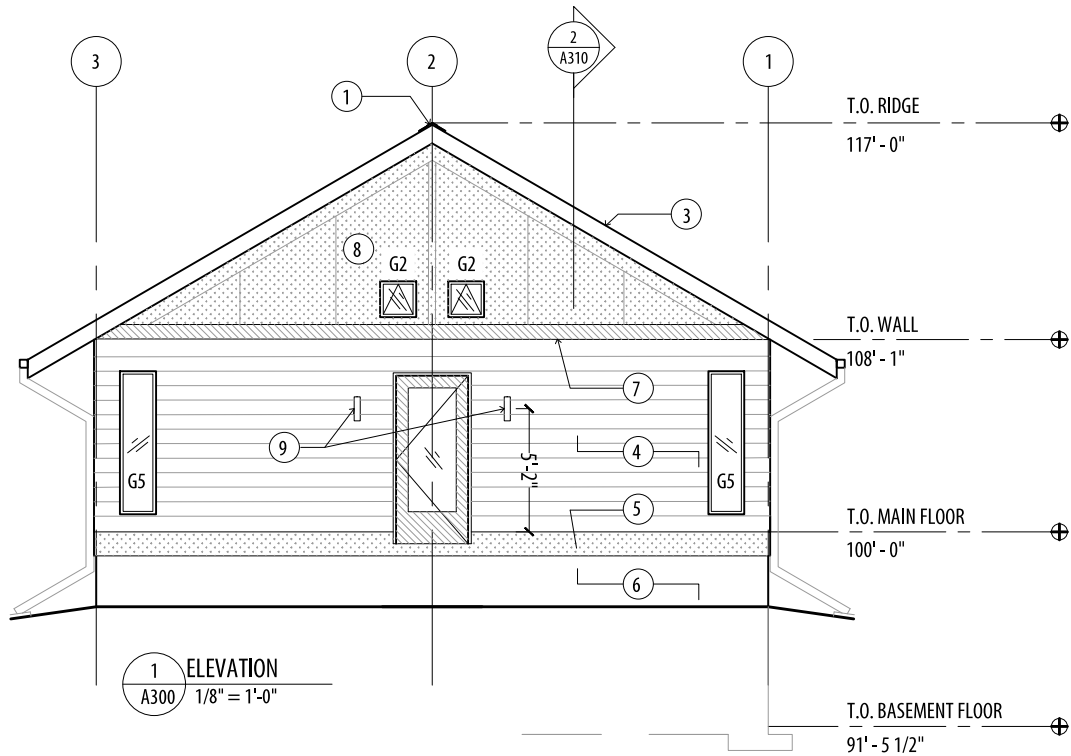 3
2
2
A310
1
1
T.O. RIDGE
117' - 0"
3
8
G2
G2
T.O. WALL
108' - 1"
7
9
4
5'-2"
G5
G5
5
T.O. MAIN FLOOR
100' - 0"
6
1
ELEVATION
A300
1/8" = 1'-0"
T.O. BASEMENT FLOOR
91' - 5 1/2"